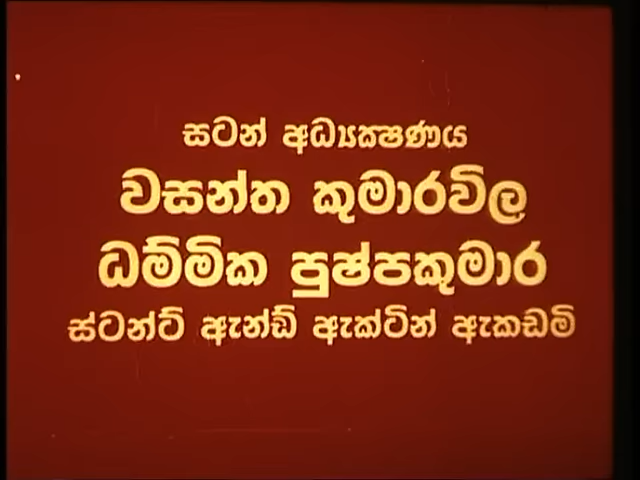 සටන් අධ්‍යක්ෂණය
වසන්ත කුමාරවිල
ධම්මික පුෂ්පකුමාර
ස්ටන්ට් ඇන්ඩ් ඇක්ටින් ඇකඩමි